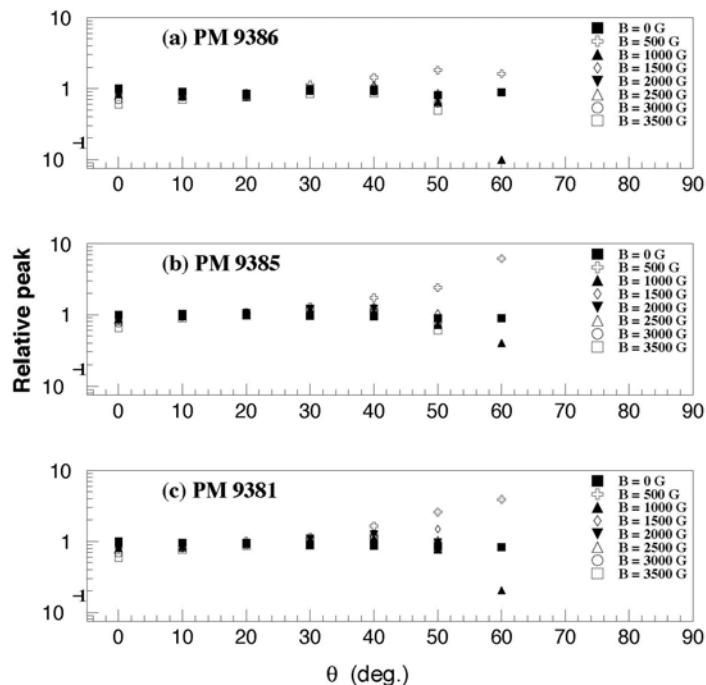 10
(a) PM 9386
B = 0 G
B = 500 G
B = 1000 G
B = 1500 G
B = 2000 G
B = 2500 G
B = 3000 G
B = 3500 G
1
10 -1
0 10 20 30 40 50 60 70 80 90
10
(b) PM 9385
B = 0 G
B = 500 G
B = 1000 G
B = 1500 G
B = 2000 G
B = 2500 G
B = 3000 G
B = 3500 G
1
10 -1
0 10 20 30 40 50 60 70 80 90
Relative peak
10
(c) PM 9381
B = 0 G
B = 500 G
B = 1000 G
B = 1500 G
B = 2000 G
B = 2500 G
B = 3000 G
B = 3500 G
1
10 -1
0 10 20 30 40 50 60 70 80 90
θ (deg.)